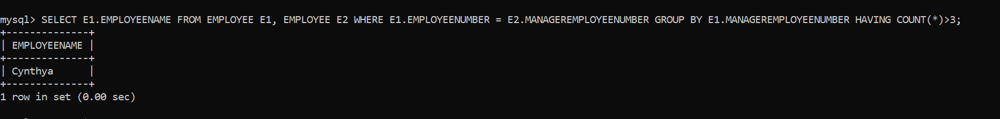 mysql> SELECT E1.EMPLOYEENAME FROM EMPLOYEE E1, EMPLOYEE E2 WHERE E1.EMPLOYEENUMBER = E2.MANAGEREMPLOYEENUMBER GROUP BY E1.MANAGEREMPLOYEENUMBER HAVING COUNT(*)>3;
+--------------+
| EMPLOYEENAME |
+--------------+
| Cynthya      |
+--------------+
1 row in set (0.00 sec)